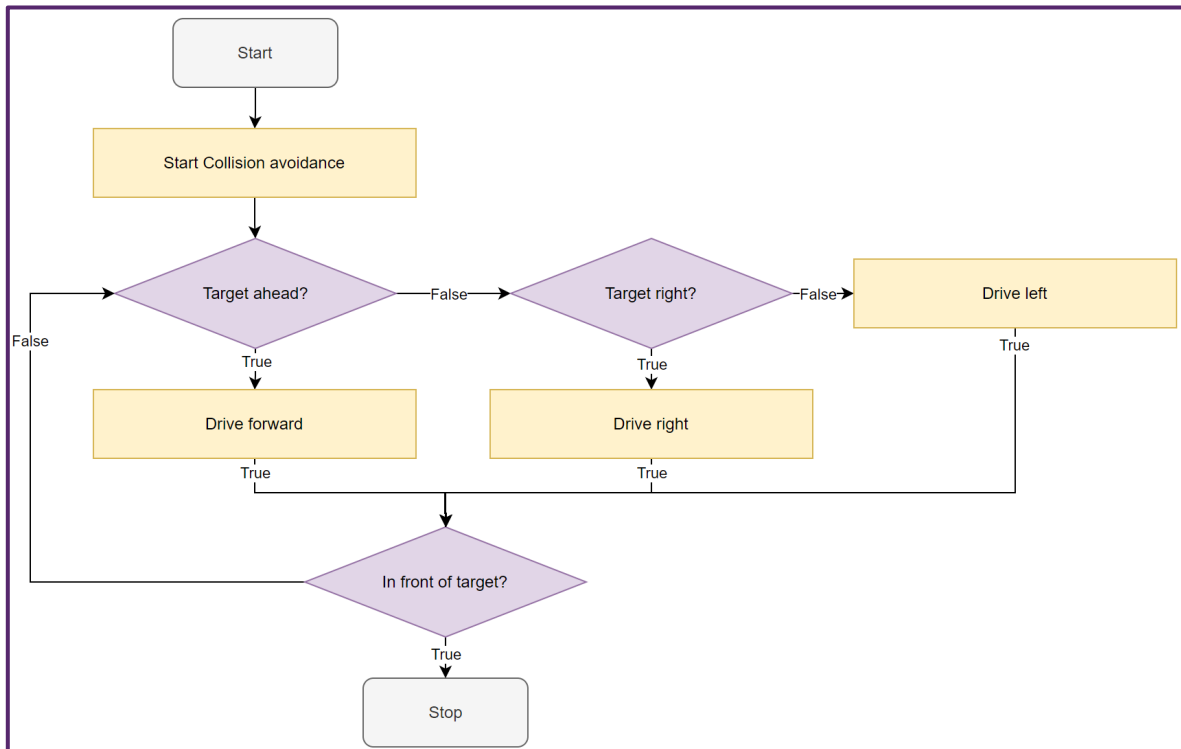 Start
Start Collision avoidance
Target ahead?
False
Target right?
False
Drive left
False
True
True
True
Drive forward
Drive right
True
True
In front of target?
True
Stop